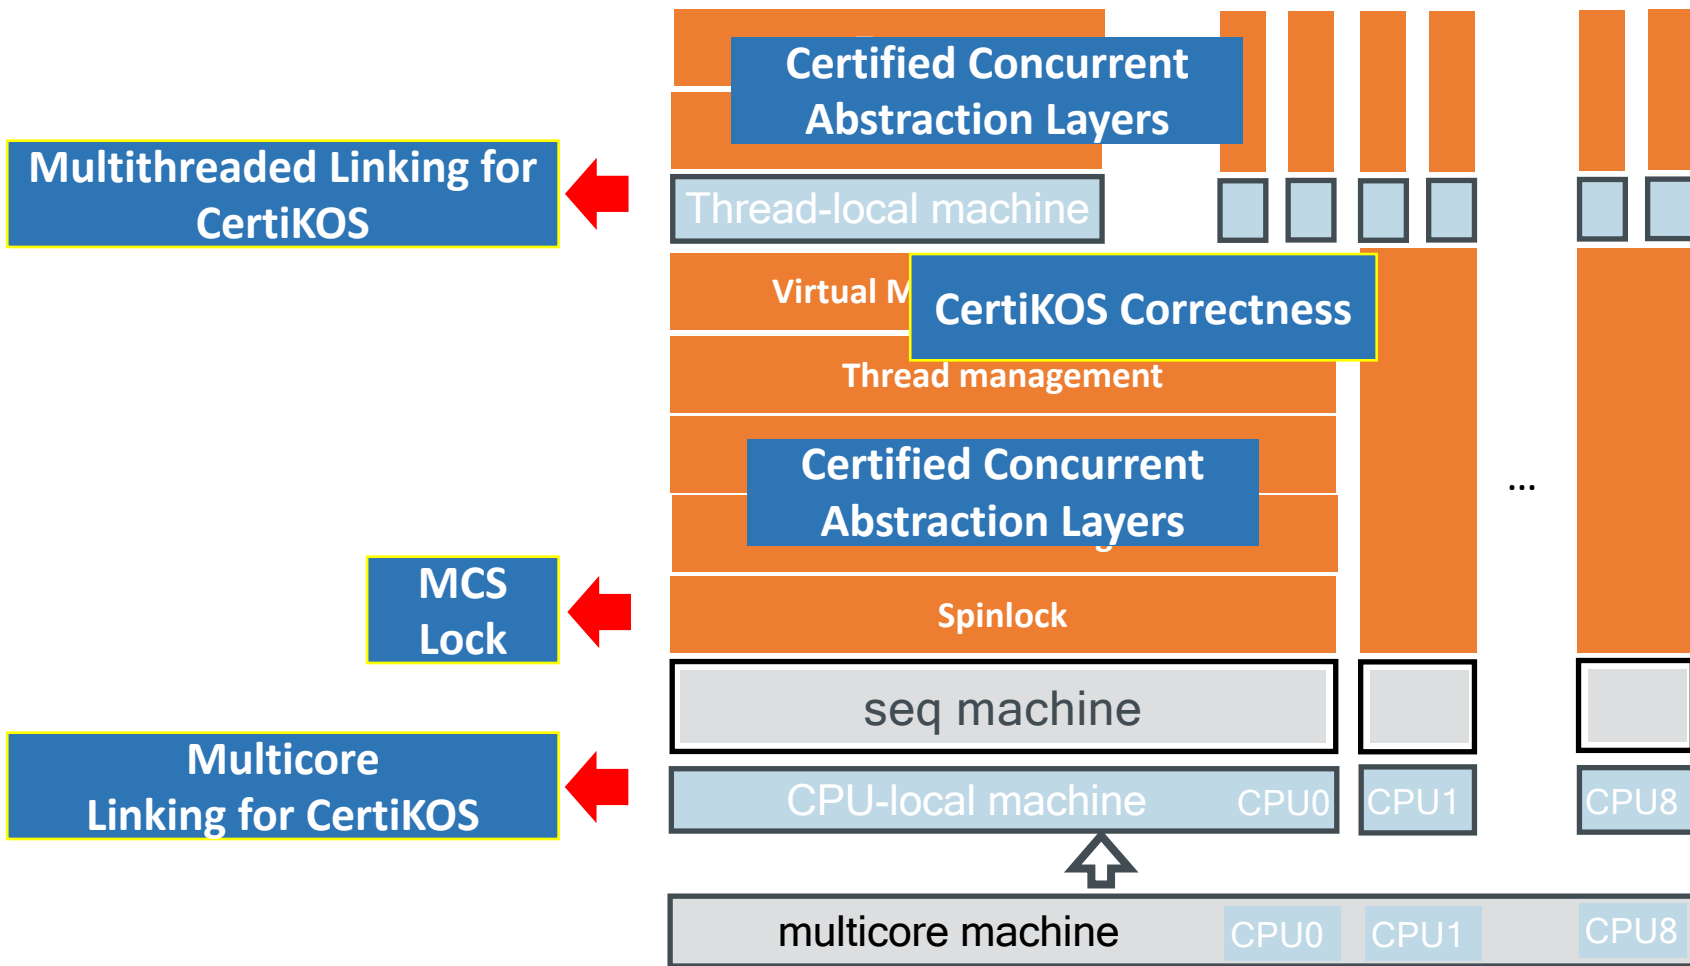 Certified Concurrent
Abstraction Layers
Multithreaded Linking for
CertiKOS
Thread-local machine
Virtual M
CertiKOS Correctness
Thread management
Certified Concurrent
Abstraction Layers
...
MCS
Lock
Spinlock
seq machine
Multicore
Linking for CertiKOS
CPU-local machine CPU0 CPU1 CPU8
multicore machine CPU0 CPU1 CPU8